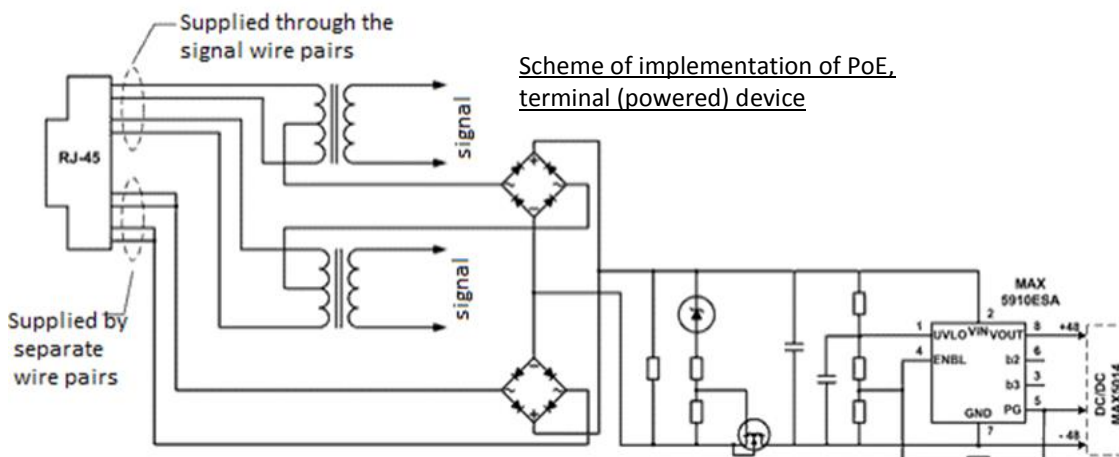 Supplied through the
signal wire pairs
Scheme of implementation of PoE,
terminal (powered) device
signal
RJ-45
signal
Supplied by
separate
wire pairs
MAX
5910ESA
2
1
UVLO
VIN
VOUT
8
+48
4
ENBL
b2
6
b3
3
GND
PG
5
7
-48
DC/DC
MAX5014